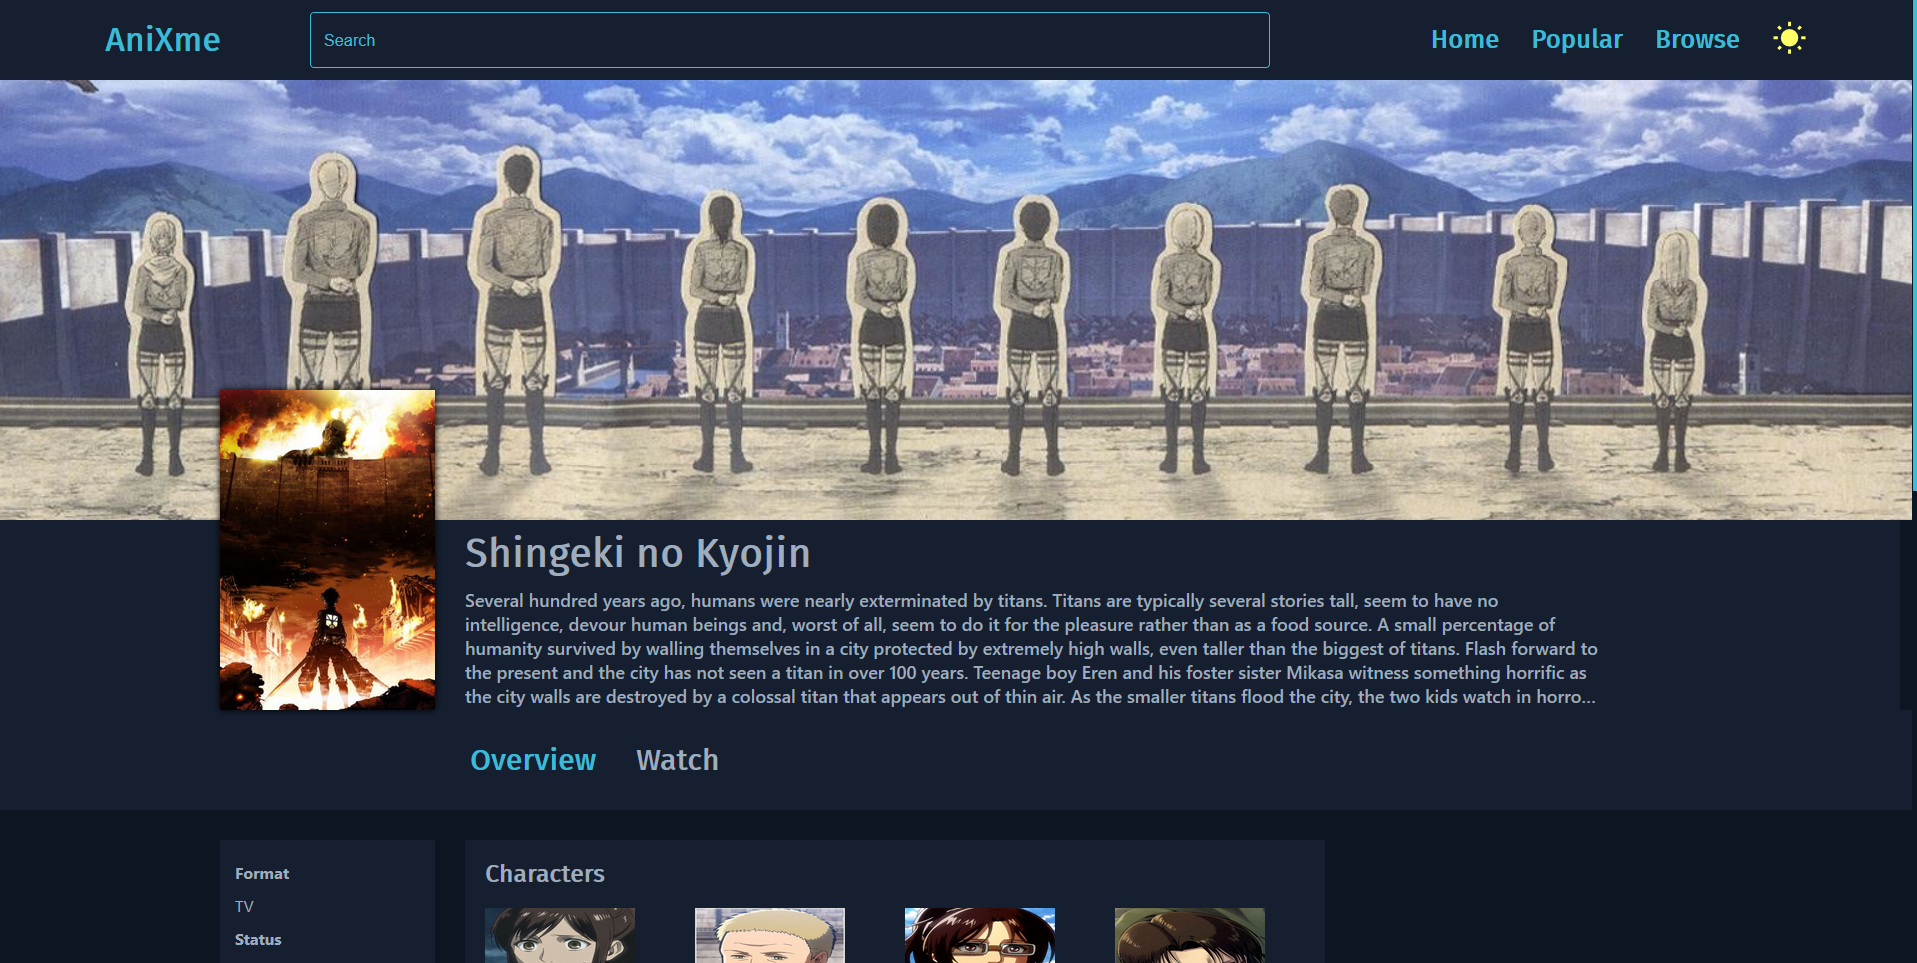 AniXme
Search
Home
Popular
Browse
Shingeki no Kyojin
Several hundred years ago, humans were nearly exterminated by titans. Titans are typically several stories tall, seem to have no
intelligence, devour human beings and, worst of all, seem to do it for the pleasure rather than as a food source. A small percentage of
humanity survived by walling themselves in a city protected by extremely high walls, even taller than the biggest of titans. Flash forward to
the present and the city has not seen a titan in over 100 years. Teenage boy Eren and his foster sister Mikasa witness something horrific as
the city walls are destroyed by a colossal titan that appears out of thin air. As the smaller titans flood the city, the two kids watch in horro...
Overview
Watch
Format
TV
Status
Characters